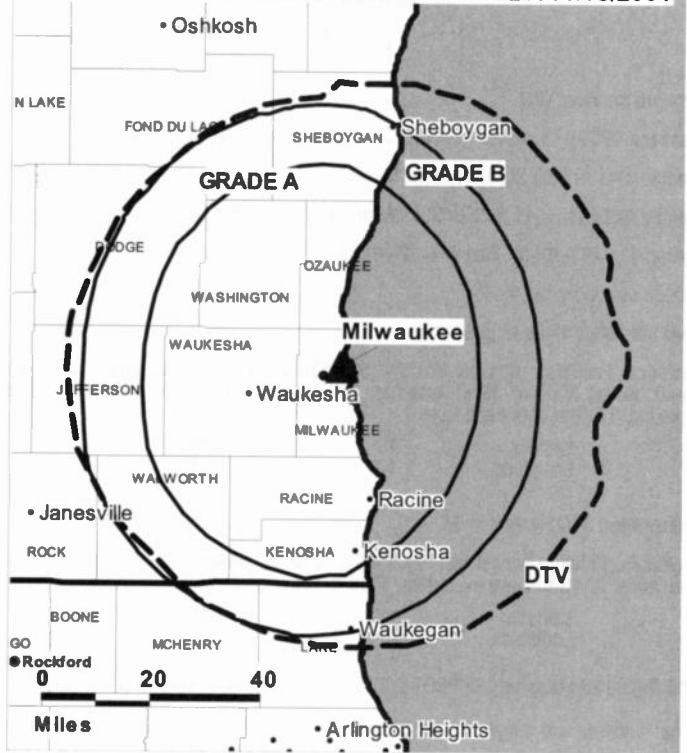 Oshkosh
N LAKE
FOND DU LAC
SHEBOYGAN
Sheboygan
GRADE A
GRADE B
DODGE
OZAUKEE
WASHINGTON
Milwaukee
WAUKESHA
JEFFERSON
Waukesha
MILWAUKEE
WALWORTH
RACINE
Racine
Janesville
ROCK
KENOSHA
Kenosha
DTV
BOONE
Waukegan
GO
MCHENRY
LAKE
Rockford
0 20 40
Miles
Arlington Heights